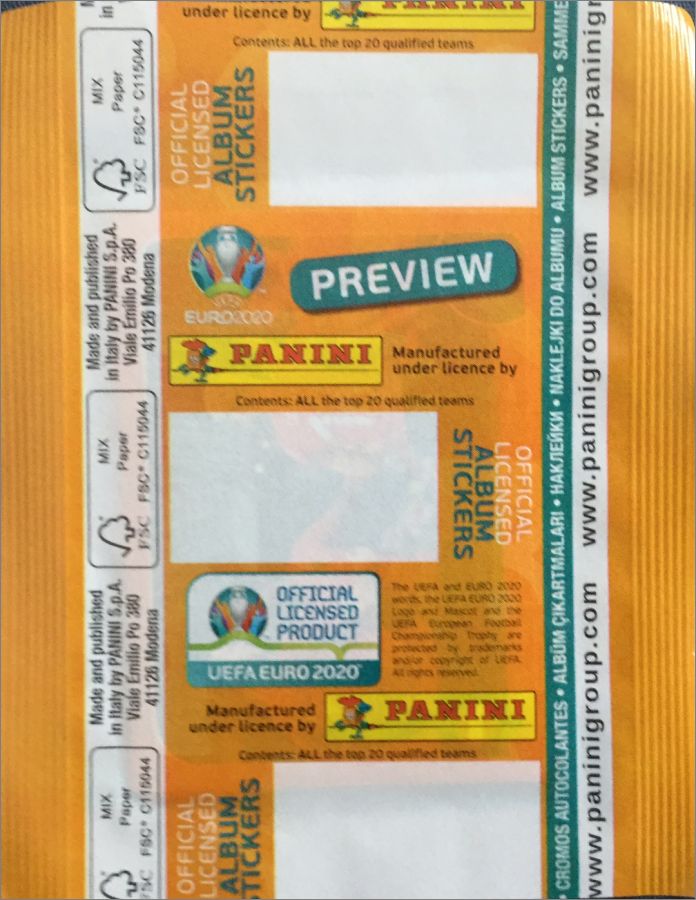 under licence by
PANINI
Contents: ALL the top 20 qualified teams
OFFICIAL
LICENSED
ALBUM
STICKERS
EURO2020
PREVIEW
PANINI
Manufactured
under licence by
Contents: ALL the top 20 qualified teams
OFFICIAL
LICENSED
ALBUM
STICKERS
OFFICIAL
LICENSED
PRODUCT
UEFA EURO 2020™
The UEFA and EURO 2020
words, the UEFA EURO 2020
Logo and Mascot and the
UEFA European Football
Championship Trophy are
protected by trademarks
and/or copyright of UEFA.
All rights reserved.
Manufactured
under licence by
PANINI
Contents: ALL the top 20 qualified teams
OFFICIAL
LICENSED
ALBUM
STICKERS
in
FSC
MIX
Paper
FSC® C115044
Made and published
in Italy by PANINI S.p.A.
Viale Emilio Po 380
41126 Modena
FSC
MIX
Paper
FSC® C115044
Made and published
in Italy by PANINI S.p.A.
Viale Emilio Po 380
41126 Modena
FSC
MIX
Paper
FSC® C115044
• CROMOS AUTOCOLANTES • ALBÜM ÇIKARTMALARI • НАКЛЕЙКИ • NAKLEJKI DO ALBUMU • ALBUM STICKERS • SAMME
www.paninigroup.com www.paninigroup.com www.paninigr